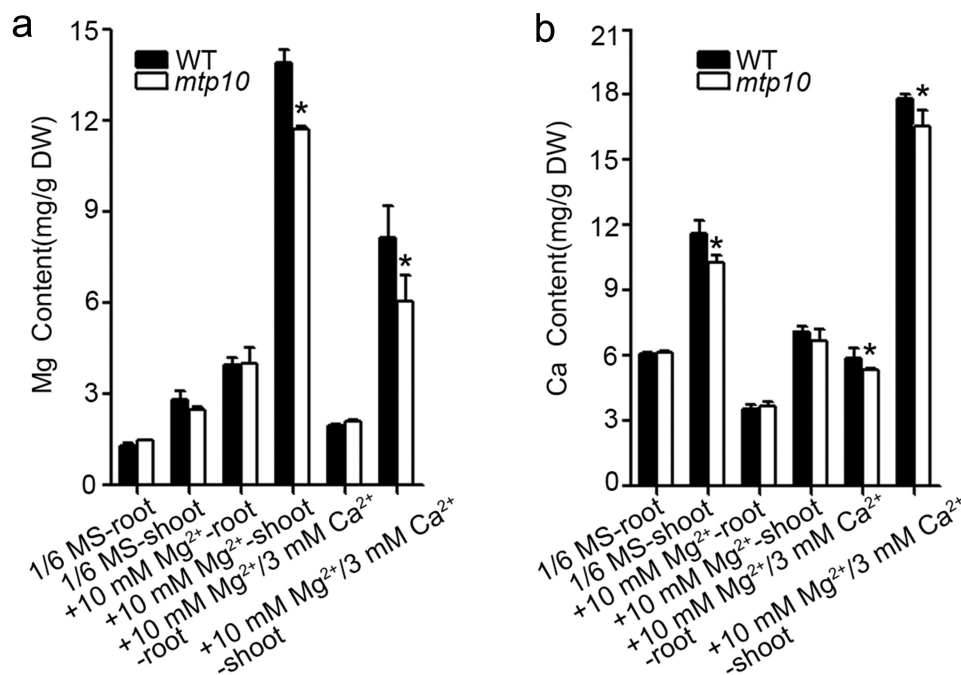 a
Mg Content(mg/g DW)
15
12
9
6
3
0
WT
mtp10
*
*
1/6 MS-root
1/6 MS-shoot
+10 mM Mg²⁺-root
+10 mM Mg²⁺-shoot
+10 mM Mg²⁺/3 mM Ca²⁺
-root
+10 mM Mg²⁺/3 mM Ca²⁺
-shoot
b
Ca Content(mg/g DW)
21
18
15
12
9
6
3
0
WT
mtp10
*
*
*
1/6 MS-root
1/6 MS-shoot
+10 mM Mg²⁺-root
+10 mM Mg²⁺-shoot
+10 mM Mg²⁺/3 mM Ca²⁺
-root
+10 mM Mg²⁺/3 mM Ca²⁺
-shoot